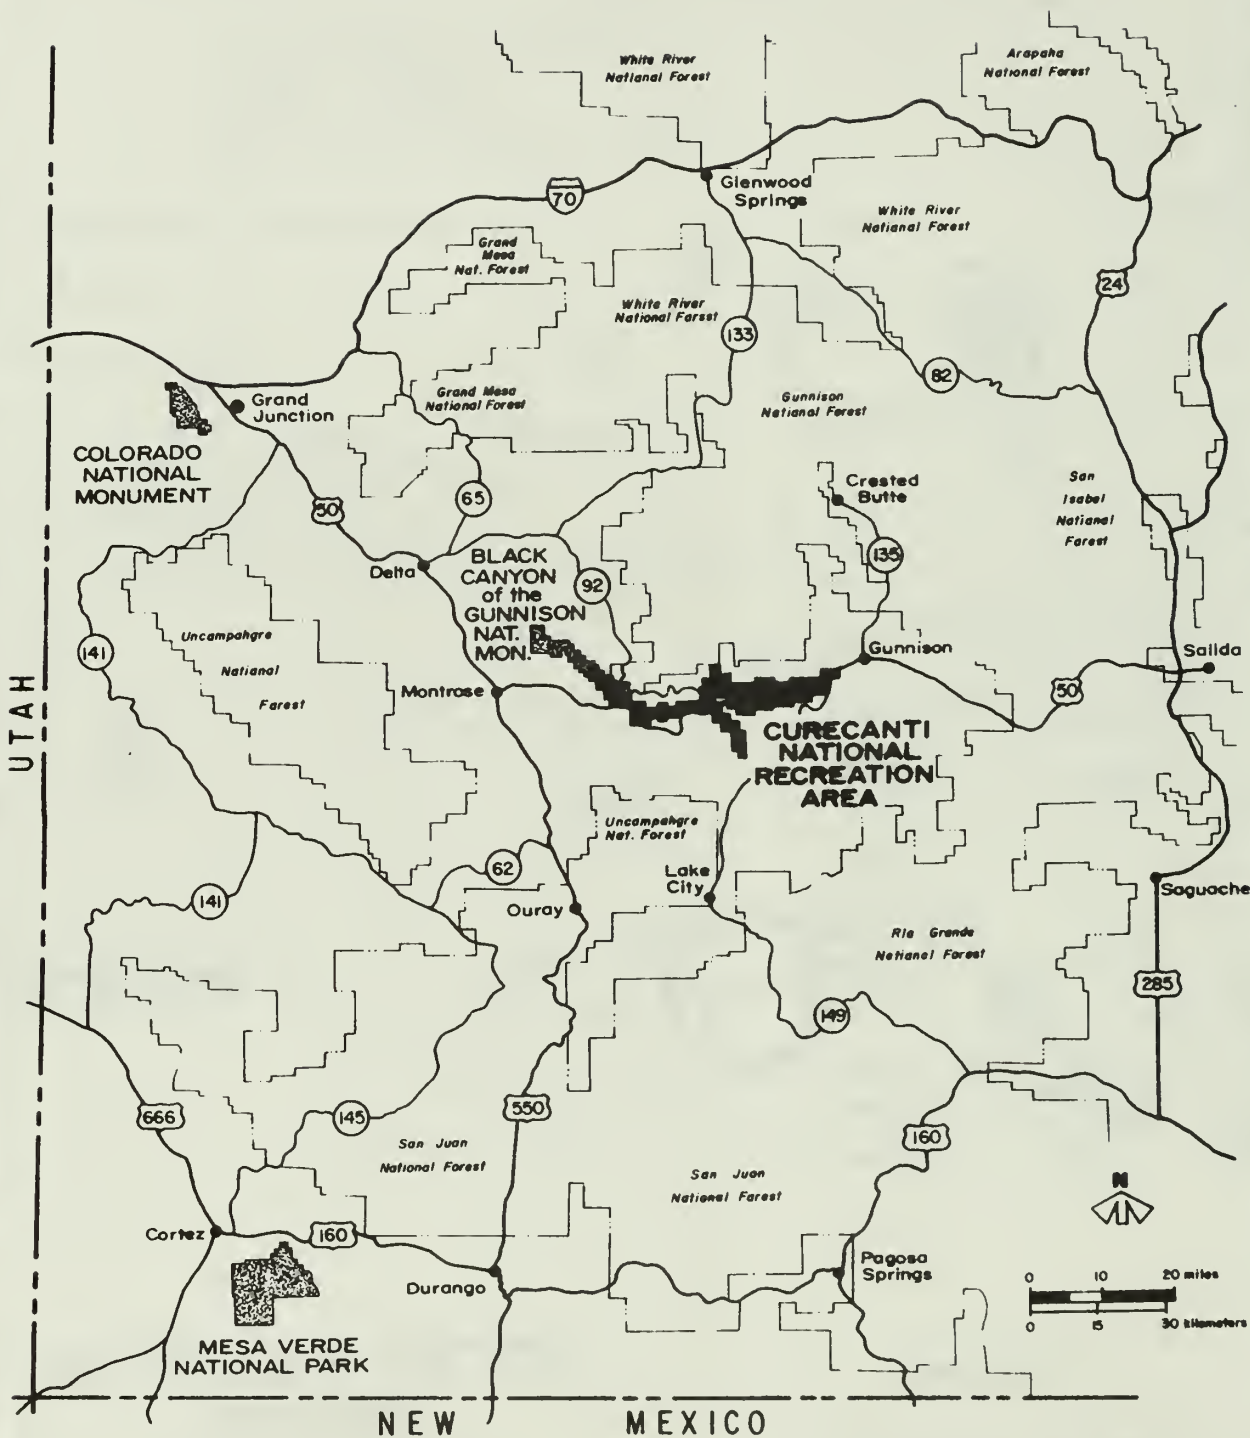 White River
National Forest
Arapaha
National Forest
70
Glenwood
Springs
White River
National Forest
Grand
Mesa
Nat. Forest
24
White River
National Farsst
133
82
Grand Mesa
National Forest
Gunnison
National Forest
Grand
Junction
COLORADO
NATIONAL
MONUMENT
50
65
Crested
Butte
San
Isabel
National
Forest
135
Delta
BLACK
CANYON
of the
GUNNISON
NAT.
MON.
92
Gunnison
Salida
141
Uncampahgre
National
Farest
Montrose
50
UTAH
CURECANTI
NATIONAL
RECREATION
AREA
Uncampahgre
Nat. Forest
62
Lake
City
Saguache
141
Ouray
Rio Grande
National Forest
285
149
666
145
550
160
San Juan
National Forest
San Juan
National Forest
N
Cortez
160
Durango
Pagosa
Springs
0 10 20 miles
0 15 30 kilometers
MESA VERDE
NATIONAL PARK
NEW MEXICO